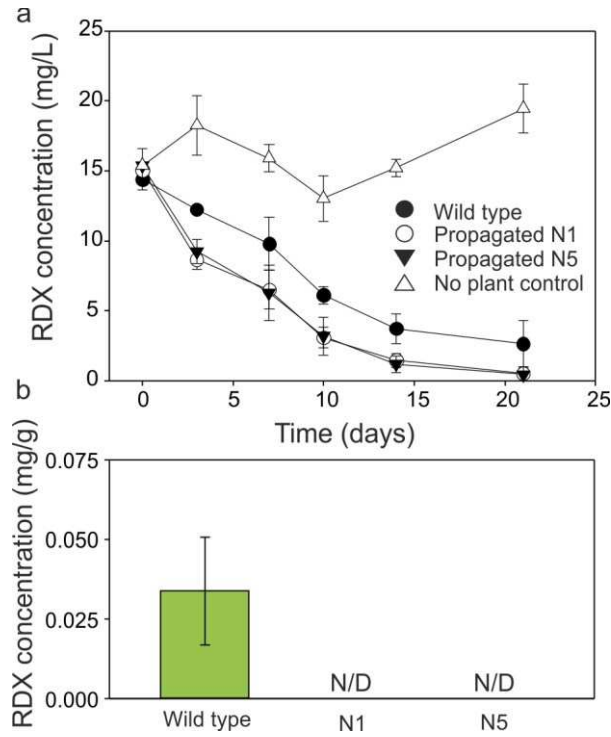 a
RDX concentration (mg/L)
25
20
15
10
5
0
Wild type
Propagated N1
Propagated N5
No plant control
0 5 10 15 20 25
Time (days)
b
RDX concentration (mg/g)
0.075
0.050
0.025
0.000
N/D N/D
Wild type N1 N5